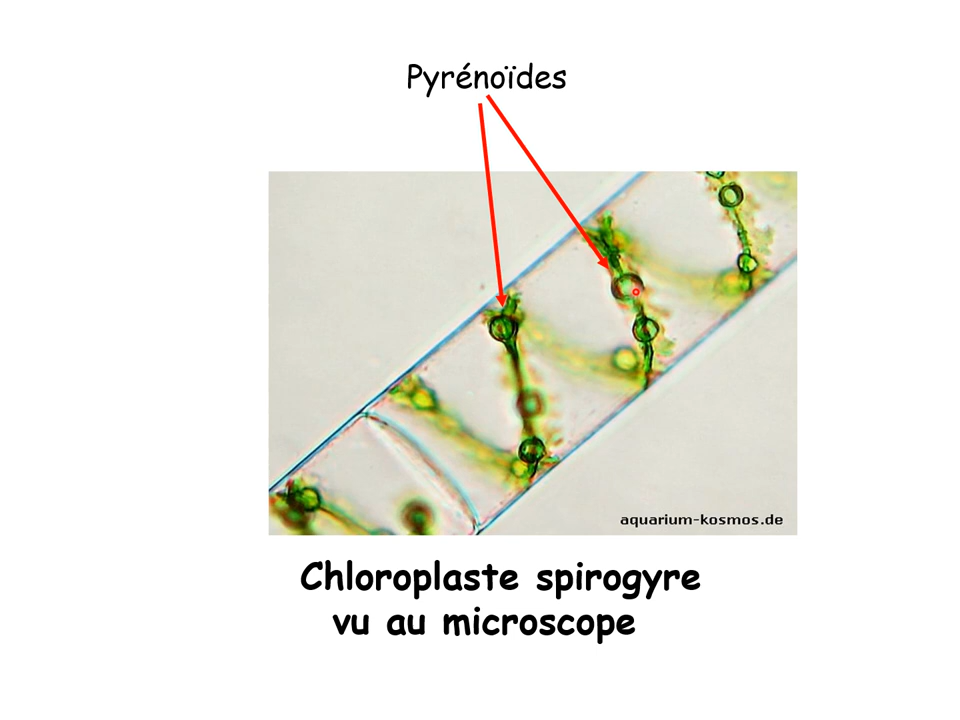 Pyrénoïdes
aquarium-kosmos.de
Chloroplaste spirogyre
vu au microscope